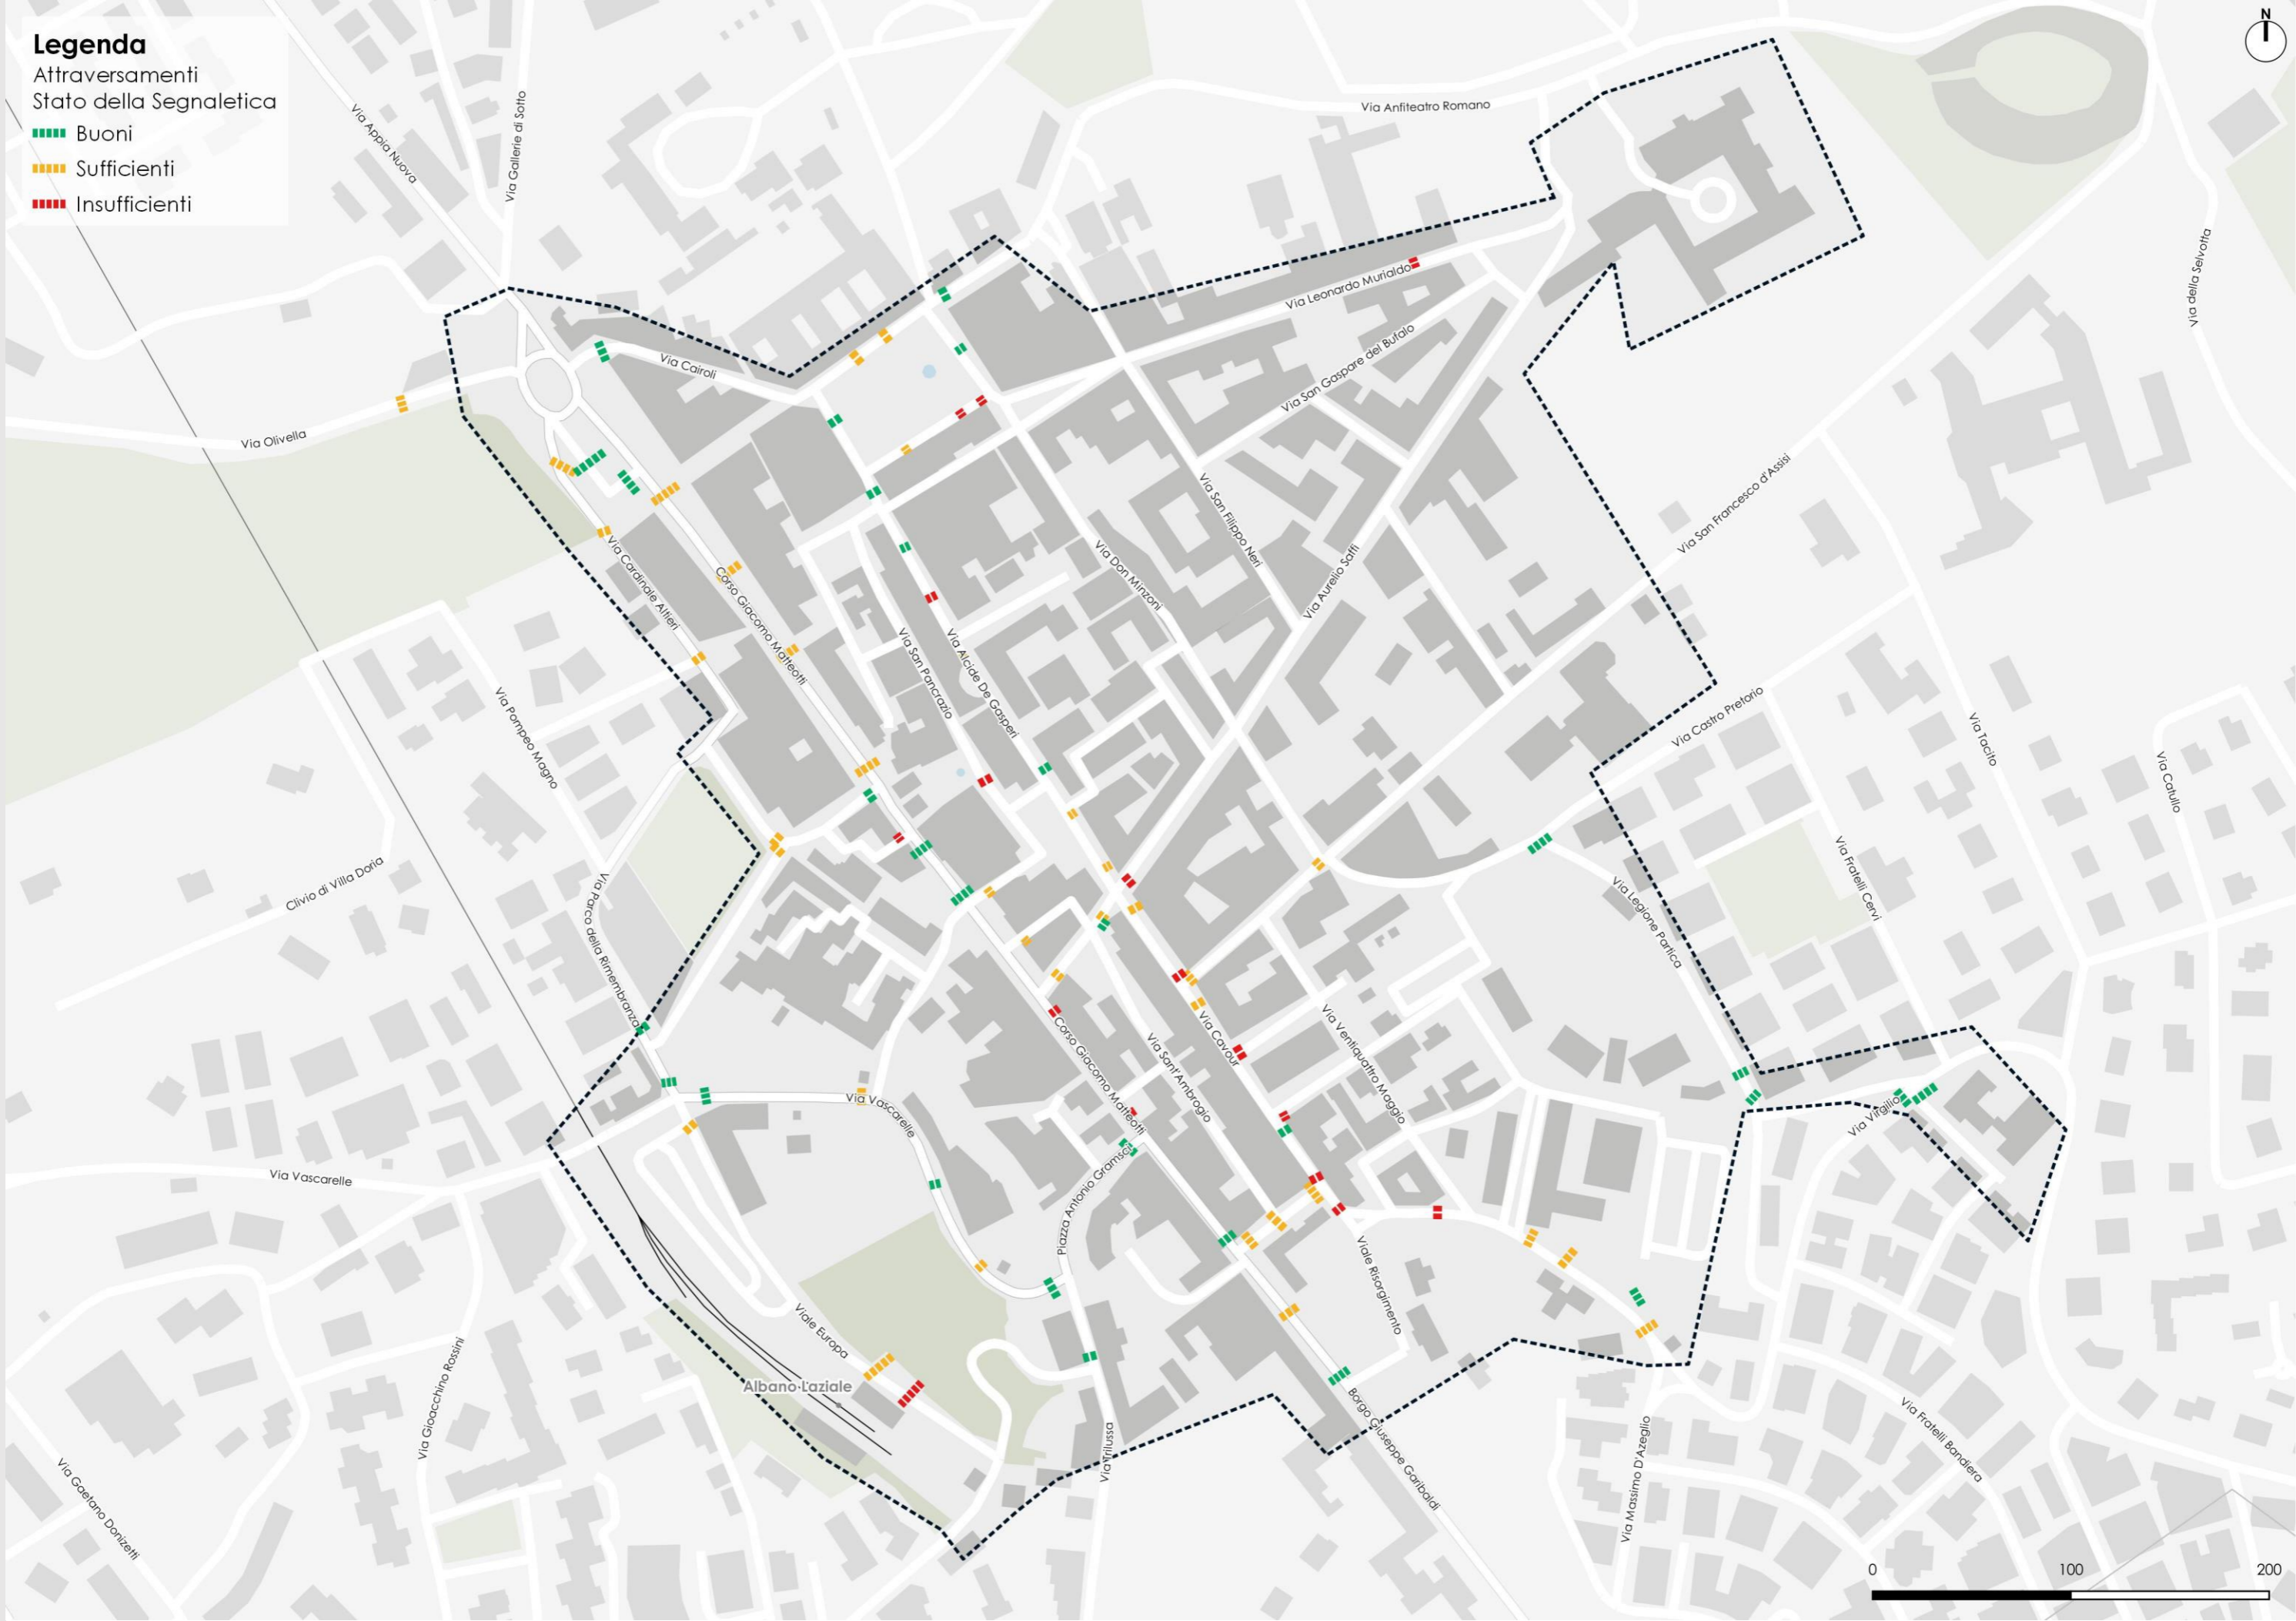 Legenda
Attraversamenti
Stato della Segnaletica
Buoni
Sufficienti
Insufficienti
N
Via Appia Nuova
Via Gallerie di Sotto
Via Anfiteatro Romano
Via della Selvotta
Via Leonardo Murialdo
Via San Gaspare del Bufalo
Via Cairoli
Via Olivella
Via San Filippo Neri
Via San Francesco d'Assisi
Via Don Minzoni
Via Aurelio Saffi
Via Cardinale Altieri
Corso Giacomo Matteotti
Via San Pancrazio
Via Alcide De Gasperi
Via Pompeo Magno
Via Castro Pretorio
Via Tacito
Via Catullo
Via Fratelli Cervi
Clivio di Villa Doria
Via Parco della Rimembranza
Via Legione Partica
Via Cavour
Via Ventiquattro Maggio
Corso Giacomo Matteotti
Via Sant'Ambrogio
Via Vascarelle
Via Virgilio
Via Vascarelle
Piazza Antonio Gramsci
Viale Risorgimento
Viale Europa
Albano Laziale
Via Gioacchino Rossini
Via Trilussa
Borgo Giuseppe Garibaldi
Via Massimo D'Azeglio
Via Fratelli Bandiera
Via Gaetano Donizetti
0 100 200